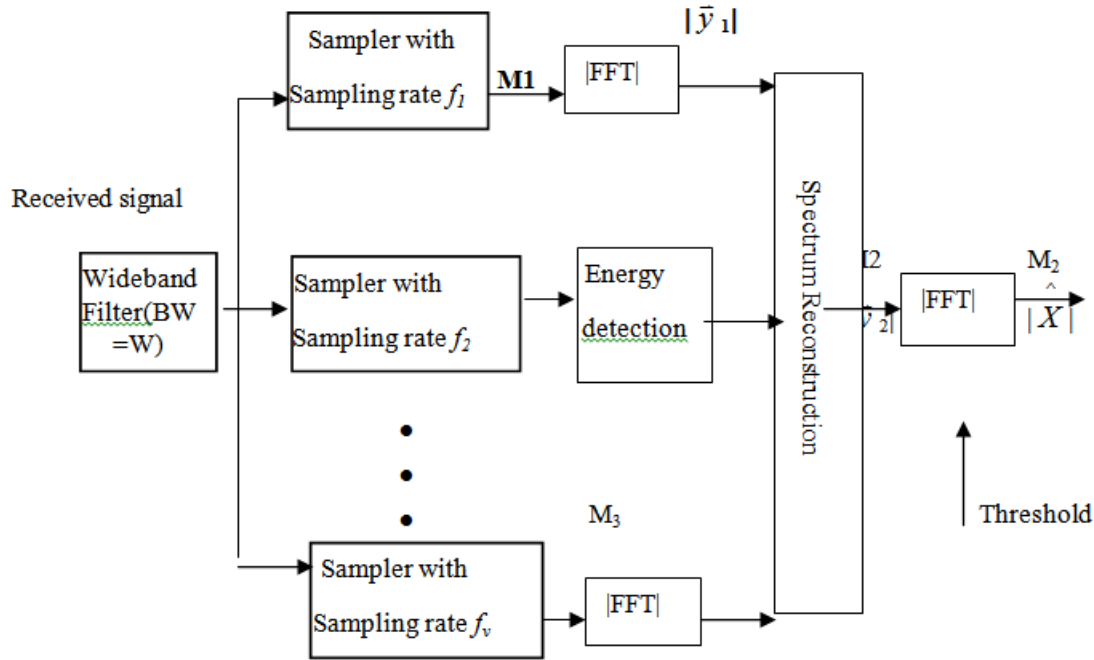 | ȳ 1|
Sampler with
Sampling rate f1
M1
|FFT|
Received signal
Wideband
Filter(BW
=W)
Sampler with
Sampling rate f2
Energy
detection
Spectrum Reconstruction
2|
|FFT|
M2
| X̂ |
Threshold
M3
Sampler with
Sampling rate fv
|FFT|